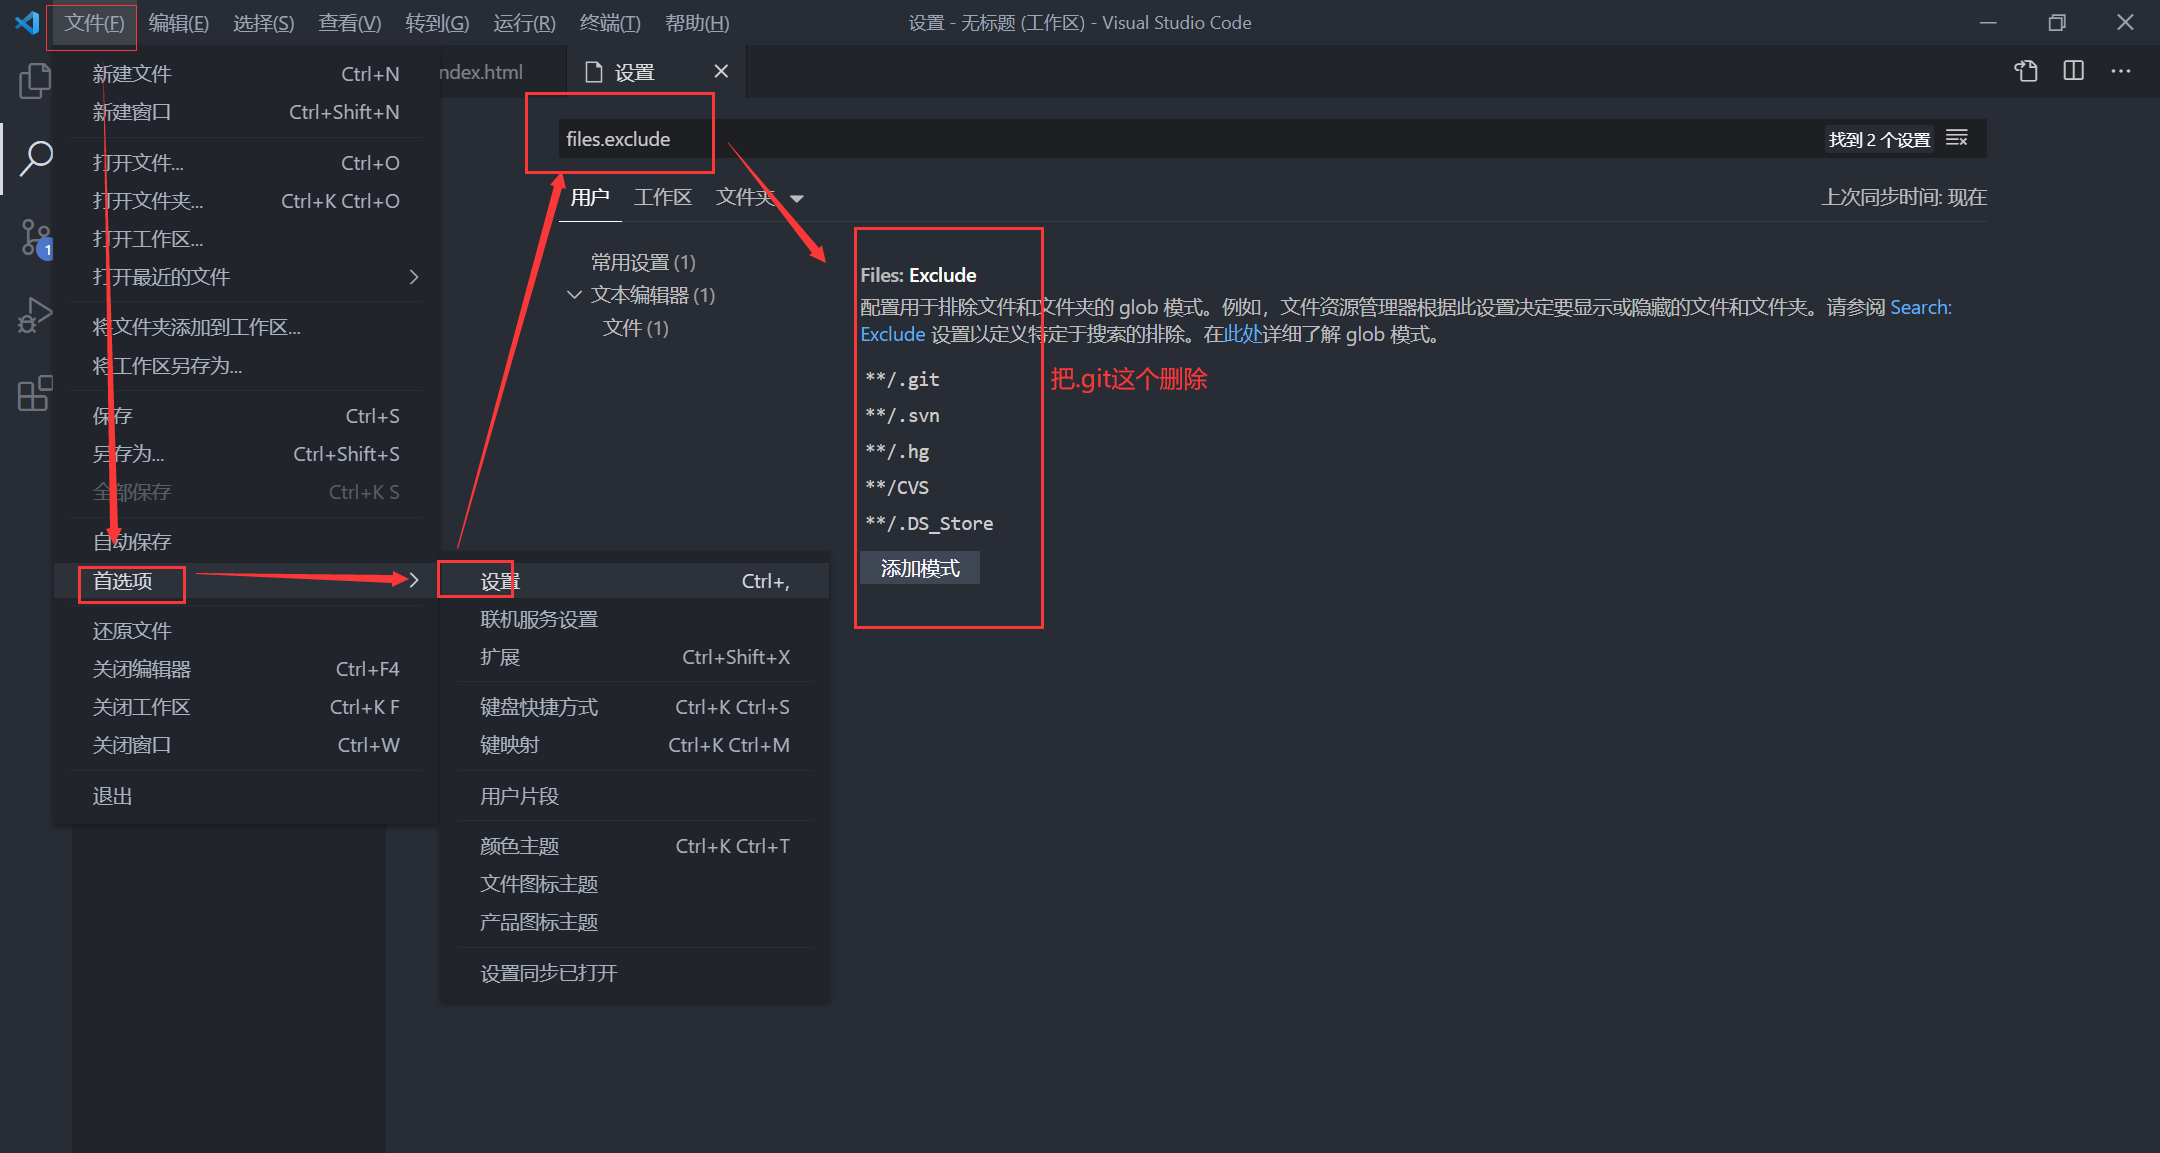 文件(F) 编辑(E) 选择(S) 查看(V) 转到(G) 运行(R) 终端(T) 帮助(H)
设置 - 无标题 (工作区) - Visual Studio Code
ndex.html
设置
新建文件 Ctrl+N
新建窗口 Ctrl+Shift+N
打开文件... Ctrl+O
打开文件夹... Ctrl+K Ctrl+O
打开工作区...
打开最近的文件
将文件夹添加到工作区...
将工作区另存为...
保存 Ctrl+S
另存为... Ctrl+Shift+S
全部保存 Ctrl+K S
自动保存
首选项
还原文件
关闭编辑器 Ctrl+F4
关闭工作区 Ctrl+K F
关闭窗口 Ctrl+W
退出
1
设置 Ctrl+,
联机服务设置
扩展 Ctrl+Shift+X
键盘快捷方式 Ctrl+K Ctrl+S
键映射 Ctrl+K Ctrl+M
用户片段
颜色主题 Ctrl+K Ctrl+T
文件图标主题
产品图标主题
设置同步已打开
files.exclude
找到 2 个设置
用户 工作区 文件夹
上次同步时间: 现在
常用设置 (1)
文本编辑器 (1)
文件 (1)
Files: Exclude
配置用于排除文件和文件夹的 glob 模式。例如，文件资源管理器根据此设置决定要显示或隐藏的文件和文件夹。请参阅 Search:
Exclude 设置以定义特定于搜索的排除。在此处详细了解 glob 模式。
**/.git
把.git这个删除
**/.svn
**/.hg
**/CVS
**/.DS_Store
添加模式